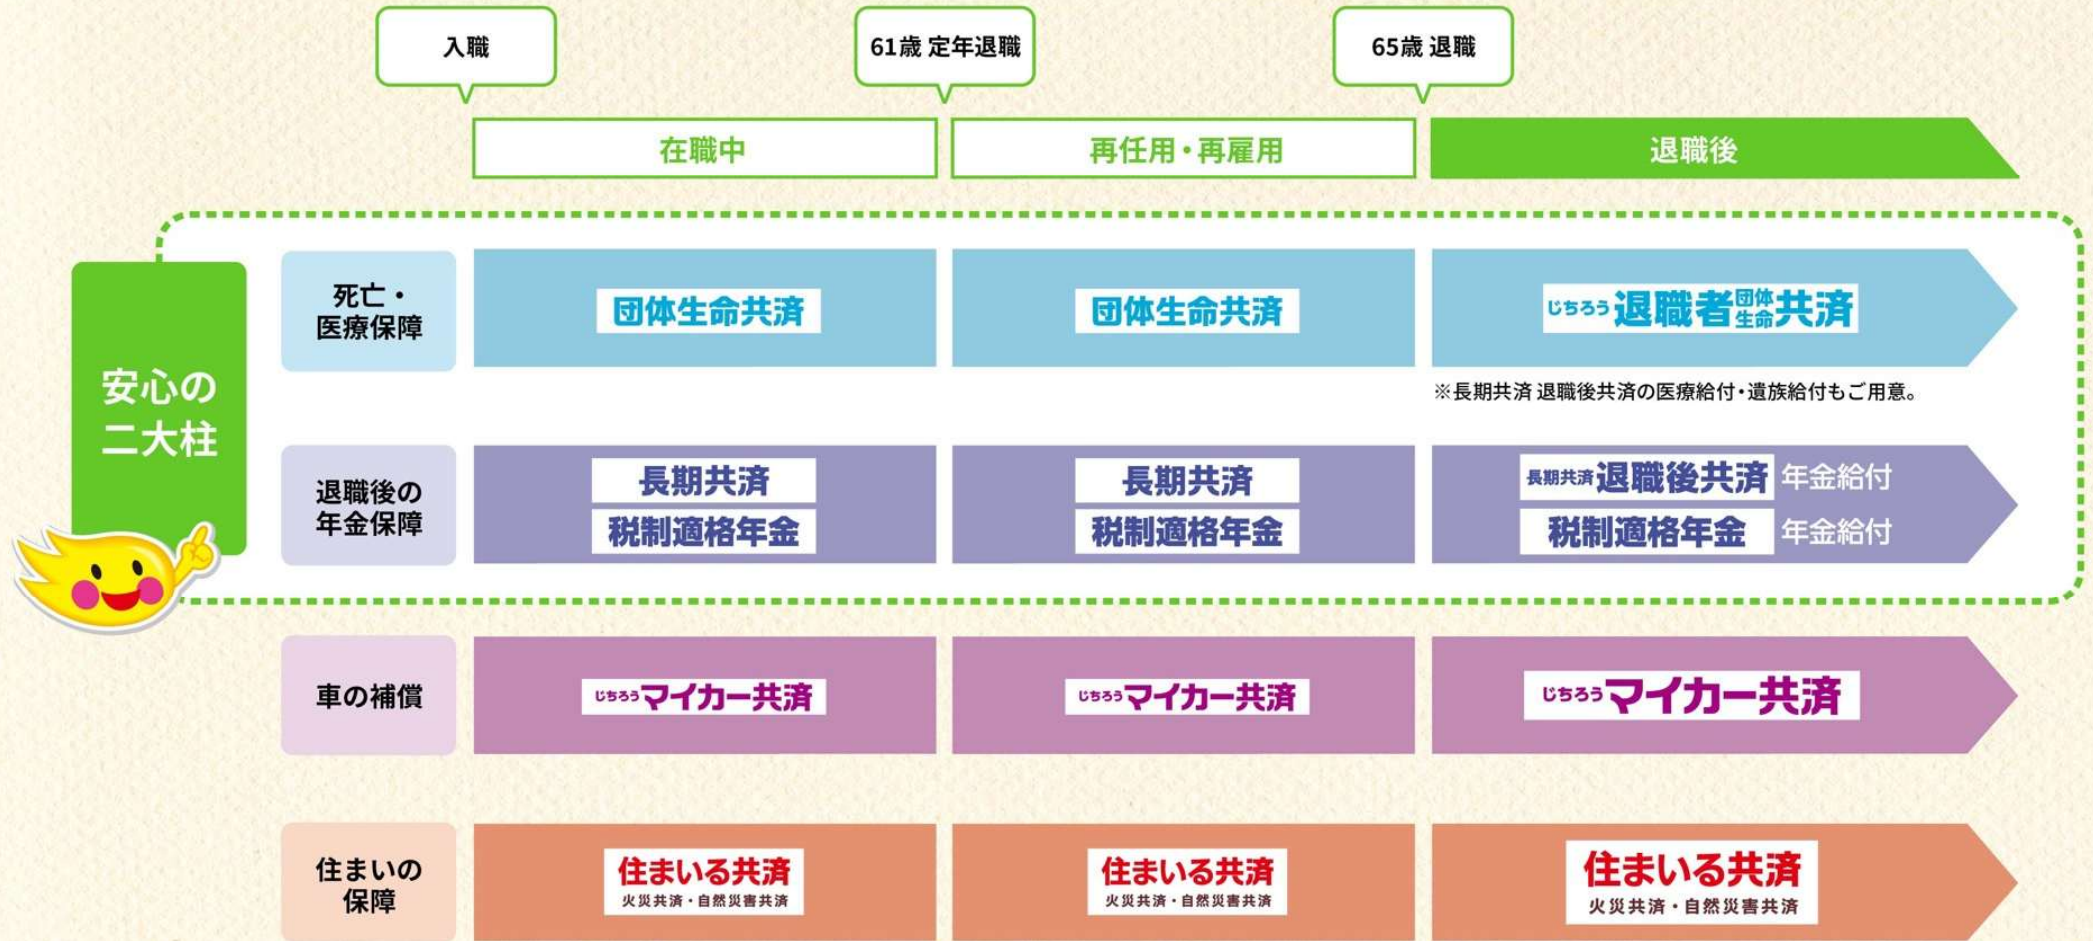 入職
61歳 定年退職
65歳 退職
在職中
再任用・再雇用
退職後
安心の
二大柱
死亡・
医療保障
団体生命共済
団体生命共済
じちろう退職者団体生命共済
※長期共済 退職後共済の医療給付・遺族給付もご用意。
退職後の
年金保障
長期共済
税制適格年金
長期共済
税制適格年金
長期共済退職後共済 年金給付
税制適格年金 年金給付
車の補償
じちろうマイカー共済
じちろうマイカー共済
じちろうマイカー共済
住まいの
保障
住まいる共済
火災共済・自然災害共済
住まいる共済
火災共済・自然災害共済
住まいる共済
火災共済・自然災害共済